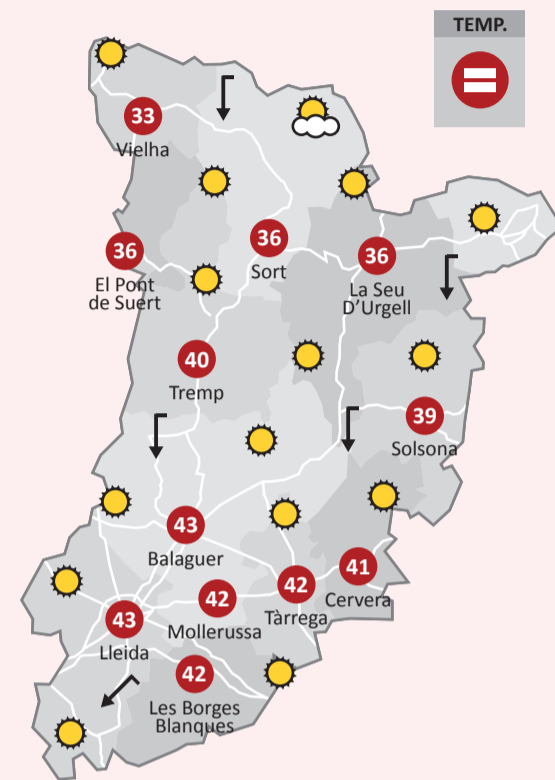 TEMP.
33
Vielha
36
El Pont
de Suert
36
Sort
36
La Seu
D'Urgell
40
Tremp
39
Solsona
43
Balaguer
41
Cervera
42
Tàrrega
42
Mollerussa
43
Lleida
42
Les Borges
Blanques